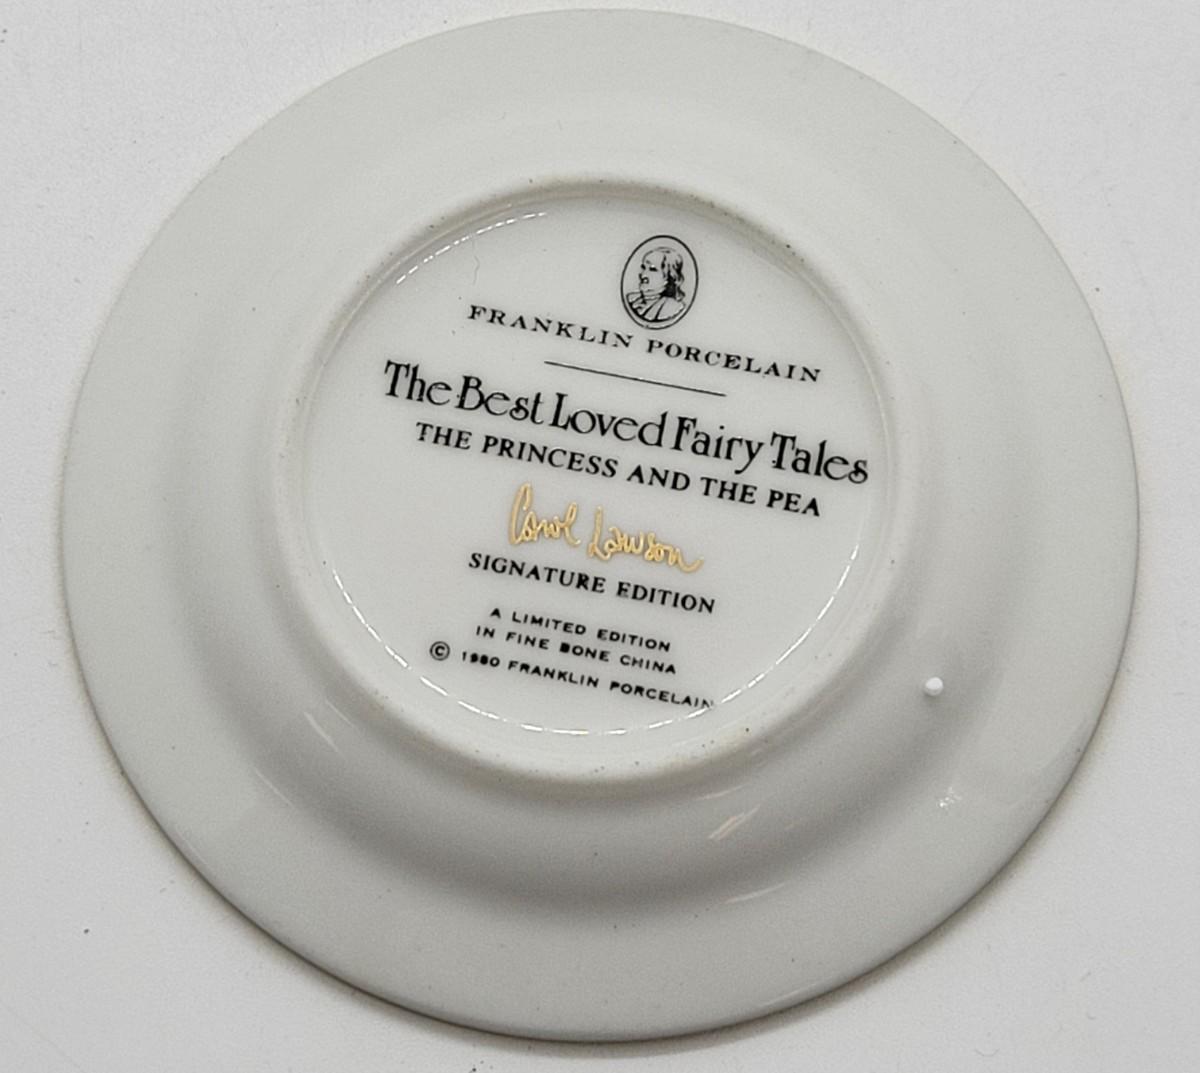 FRANKLIN PORCELAIN
The Best Loved Fairy Tales
THE PRINCESS AND THE PEA
Carol Lawson
SIGNATURE EDITION
A LIMITED EDITION
IN FINE BONE CHINA
© 1980 FRANKLIN PORCELAIN